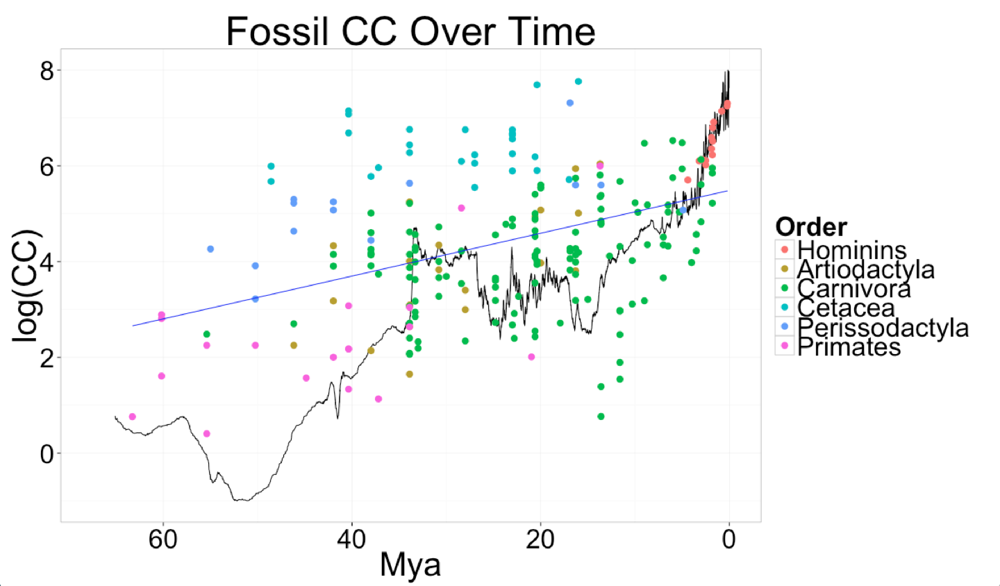 Fossil CC Over Time
8
6
4
2
0
log(CC)
60 40 20 0
Mya
Order
Hominins
Artiodactyla
Carnivora
Cetacea
Perissodactyla
Primates